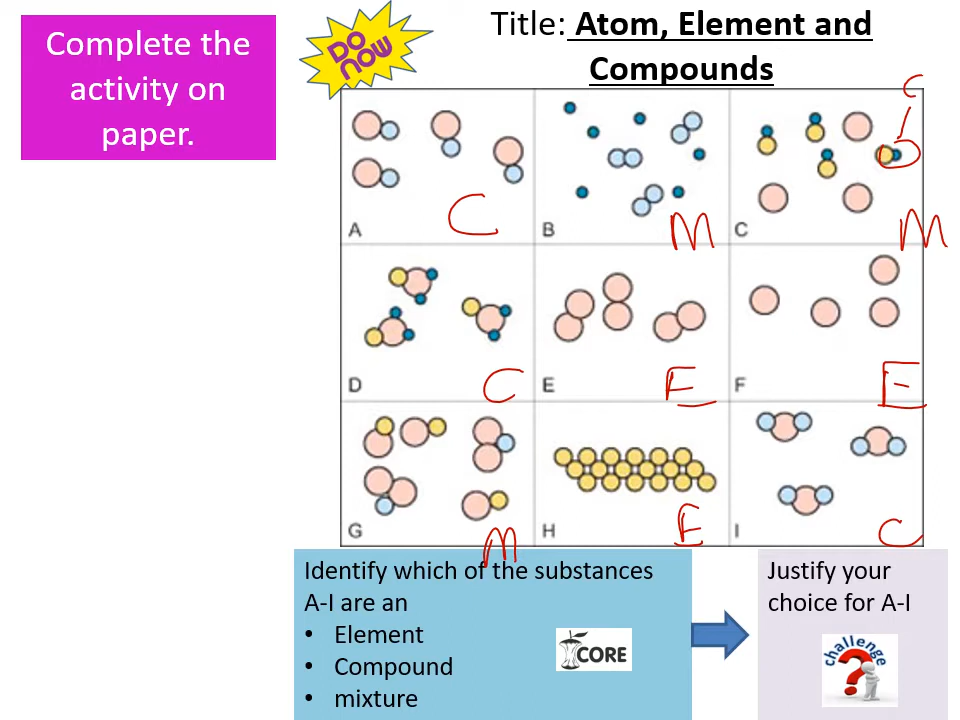 Complete the
activity on
paper.
DO
NOW
Title: Atom, Element and
Compounds
C
A
C
B
M
C
M
D
C
E
E
F
E
G
M
H
E
I
C
Identify which of the substances
A-I are an
• Element
• Compound
• mixture
CORE
Justify your
choice for A-I
challenge
?